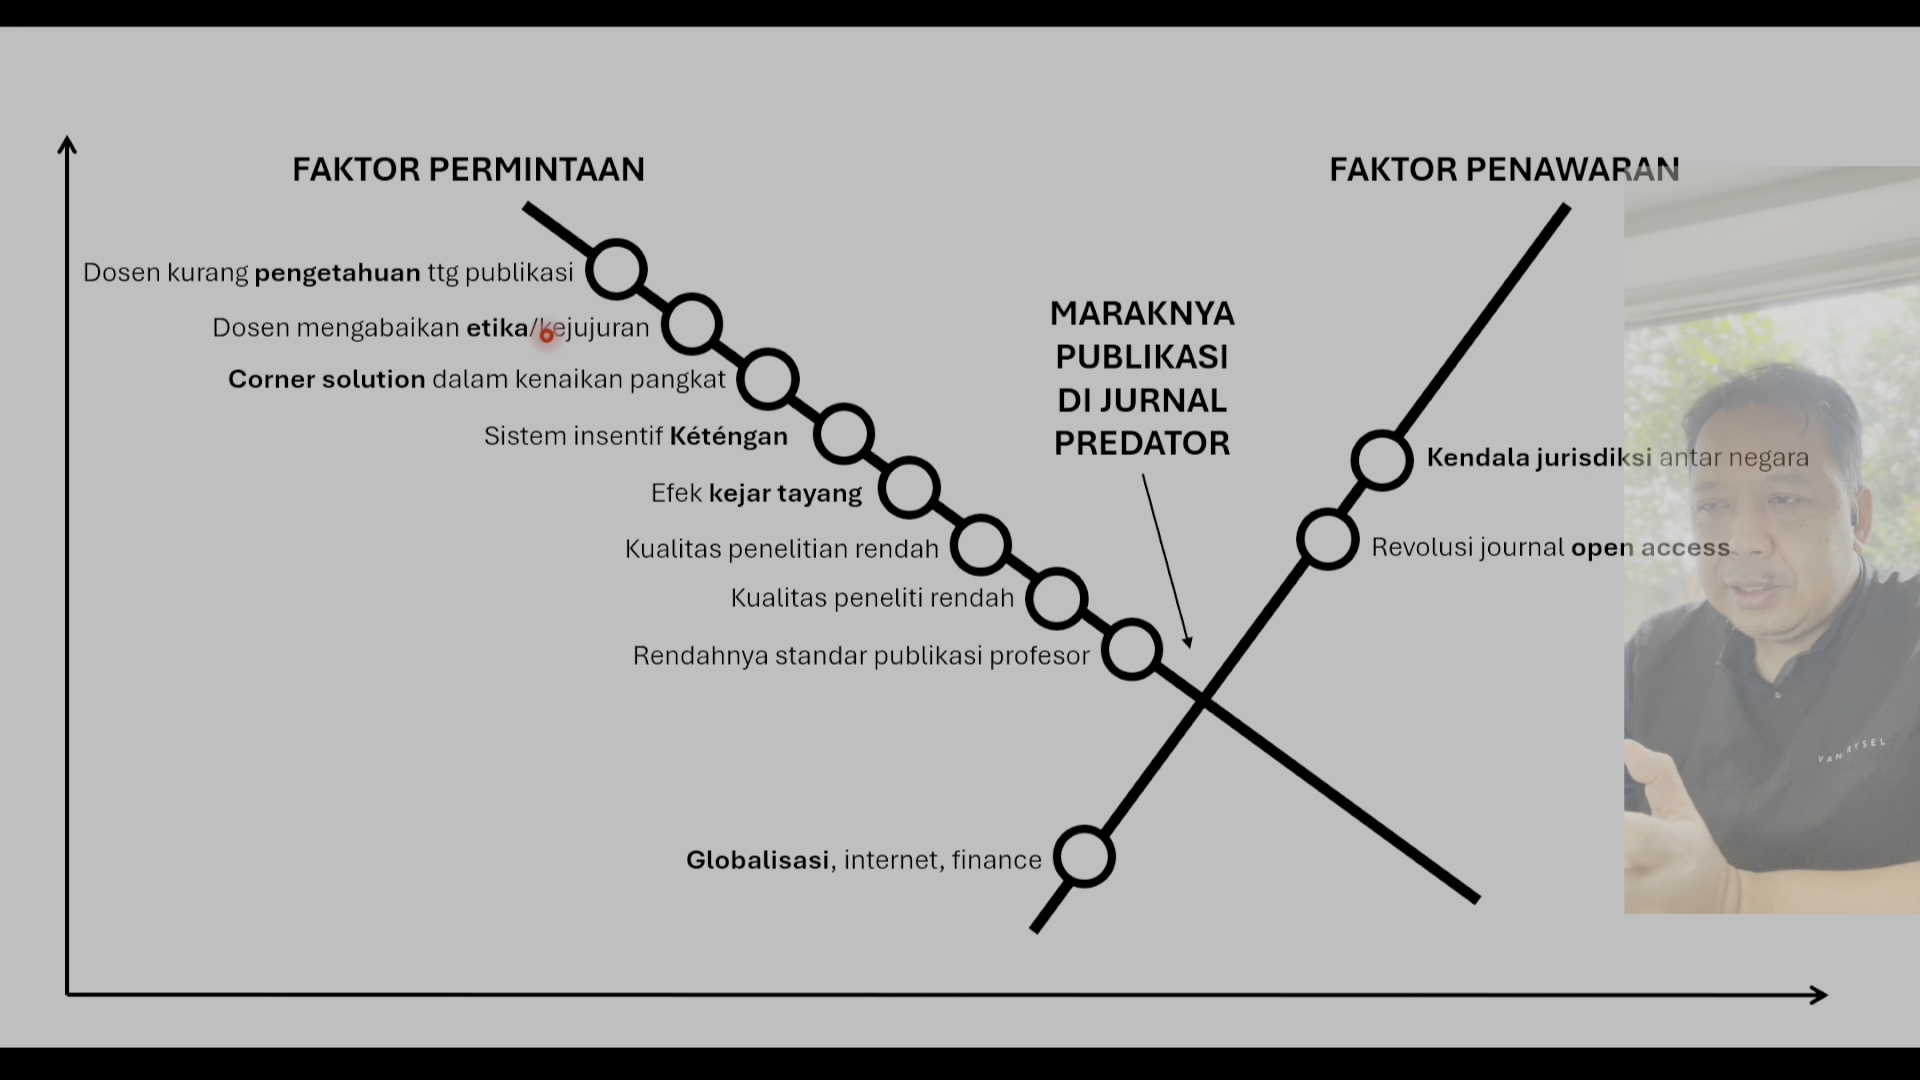 FAKTOR PERMINTAAN
FAKTOR PENAWARAN
Dosen kurang pengetahuan ttg publikasi
Dosen mengabaikan etika/kejujuran
Corner solution dalam kenaikan pangkat
Sistem insentif Kéténgan
Efek kejar tayang
Kualitas penelitian rendah
Kualitas peneliti rendah
Rendahnya standar publikasi profesor
MARAKNYA
PUBLIKASI
DI JURNAL
PREDATOR
Kendala jurisdiksi antar negara
Revolusi journal open access
Globalisasi, internet, finance
VAN RYSEL